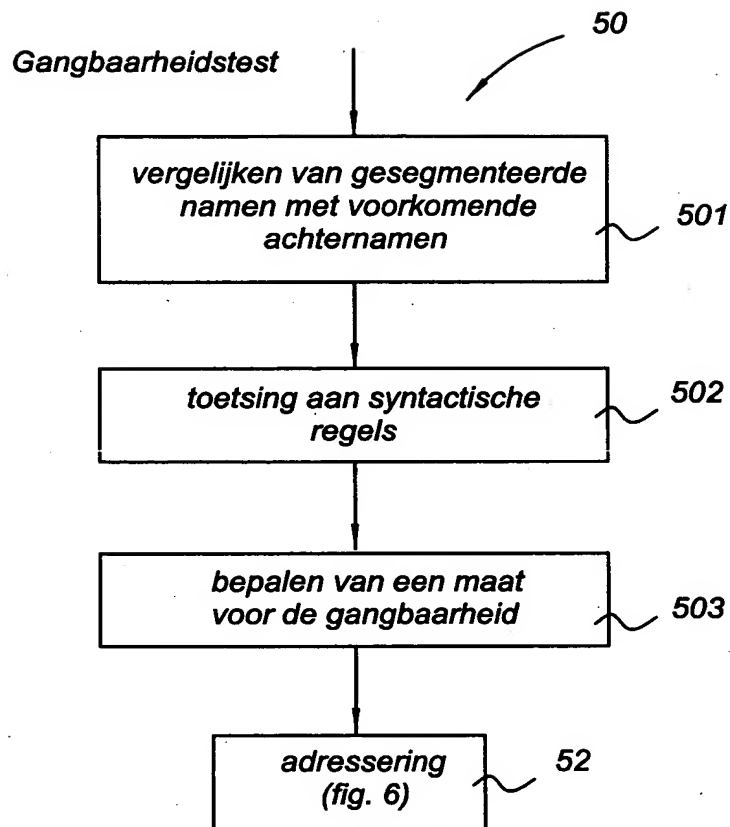 50
Gangbaarheidstest
vergelijken van gesegmenteerde
namen met voorkomende
achternamen
501
toetsing aan syntactische
regels
502
bepalen van een maat
voor de gangbaarheid
503
adressering
(fig. 6)
52